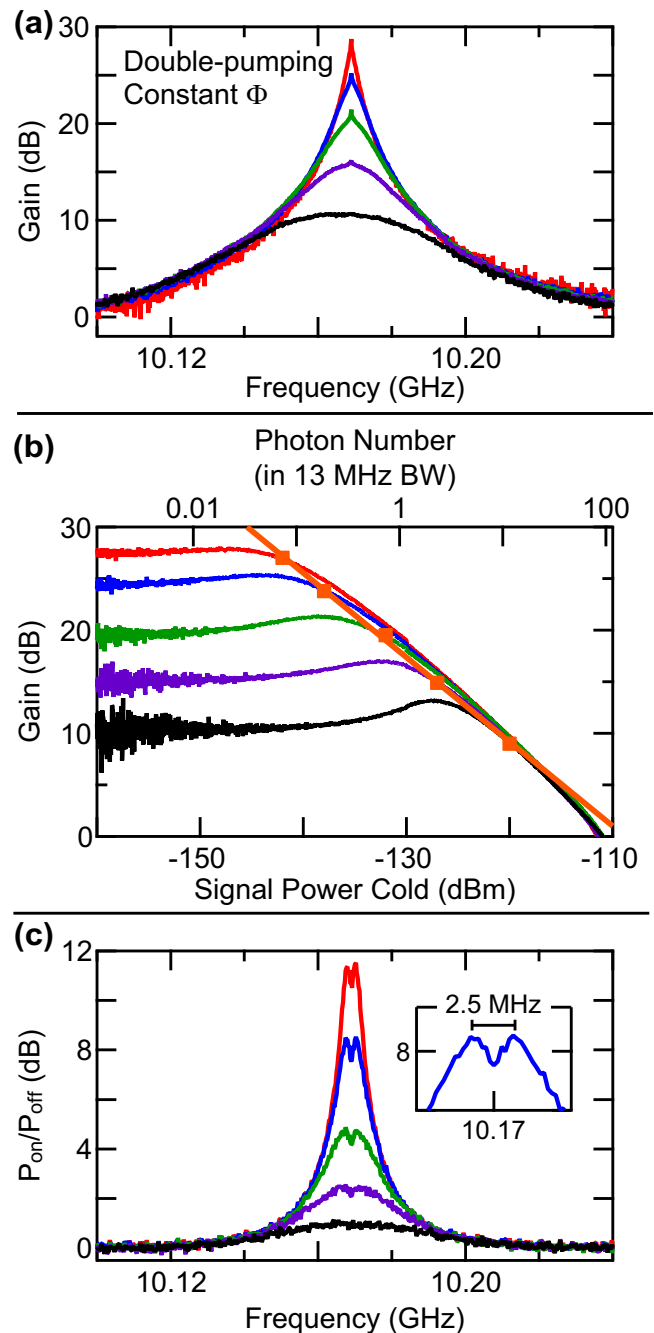 (a)
30
20
10
0
Gain (dB)
Double-pumping
Constant Φ
10.12
10.20
Frequency (GHz)
(b)
Photon Number
(in 13 MHz BW)
0.01
1
100
30
20
10
0
Gain (dB)
-150
-130
-110
Signal Power Cold (dBm)
(c)
12
8
4
0
Pon/Poff (dB)
2.5 MHz
8
10.17
10.12
10.20
Frequency (GHz)